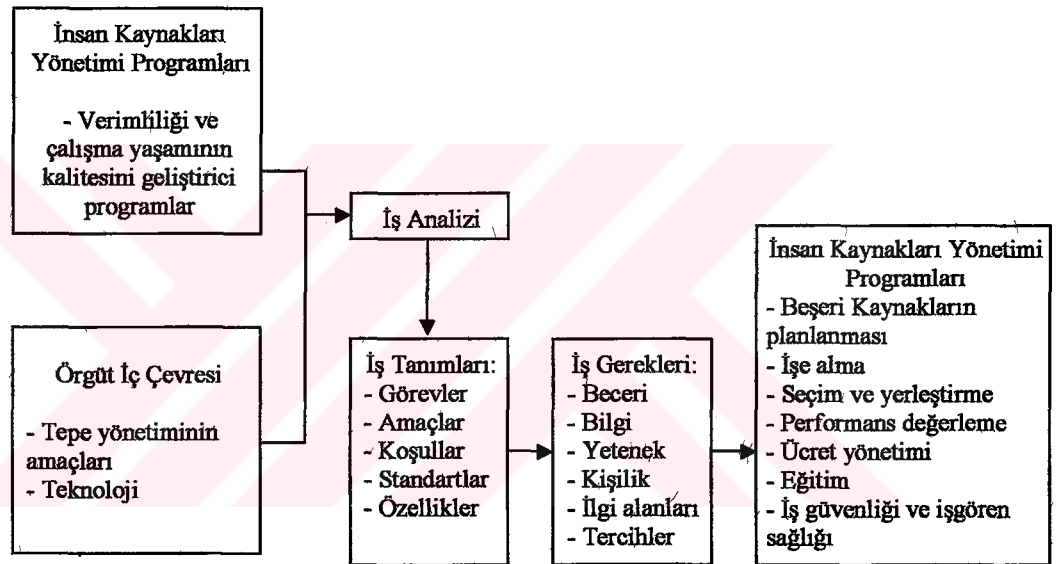 İnsan Kaynakları
Yönetimi Programları
- Verimliliği ve
çalışma yaşamının
kalitesini geliştirici
programlar
Örgüt İç Çevresi
- Tepe yönetiminin
amaçları
- Teknoloji
İş Analizi
İş Tanımları:
- Görevler
- Amaçlar
- Koşullar
- Standartlar
- Özellikler
İş Gerekleri:
- Beceri
- Bilgi
- Yetenek
- Kişilik
- İlgi alanları
- Tercihler
İnsan Kaynakları Yönetimi
Programları
- Beşeri Kaynakların
planlanması
- İşe alma
- Seçim ve yerleştirme
- Performans değerleme
- Ücret yönetimi
- Eğitim
- İş güvenliği ve işgören
sağlığı